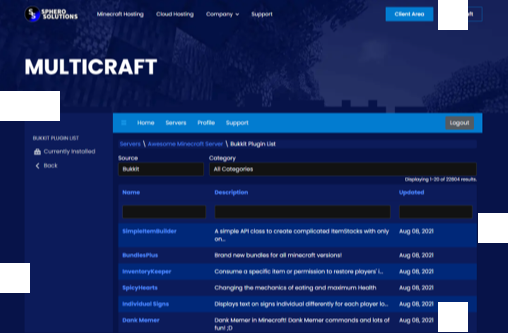 SPHERO
SOLUTIONS
Minecraft Hosting
Cloud Hosting
Company
Support
Client Area
MULTICRAFT
Home
Servers
Profile
Support
Logout
BUKKIT PLUGIN LIST
Currently Installed
Back
Servers \ Awesome Minecraft Server \ Bukkit Plugin List
Source
Category
Bukkit
All Categories
Displaying 1-20 of 22904 results.
Name
Description
Updated
SimpleItemBuilder
A simple API class to create complicated ItemStacks with only
on...
Aug 08, 2021
BundlesPlus
Brand new bundles for all minecraft versions!
Aug 08, 2021
InventoryKeeper
Consume a specific item or permission to restore players' i...
Aug 08, 2021
SpicyHearts
Changing the mechanics of eating and maximum Health
Aug 08, 2021
Individual Signs
Displays text on signs individually different for each player lo...
Aug 08, 2021
Dank Memer
Dank Memer in Minecraft! Dank Memer commands and lots of
fun! ;D
Aug 08, 2021